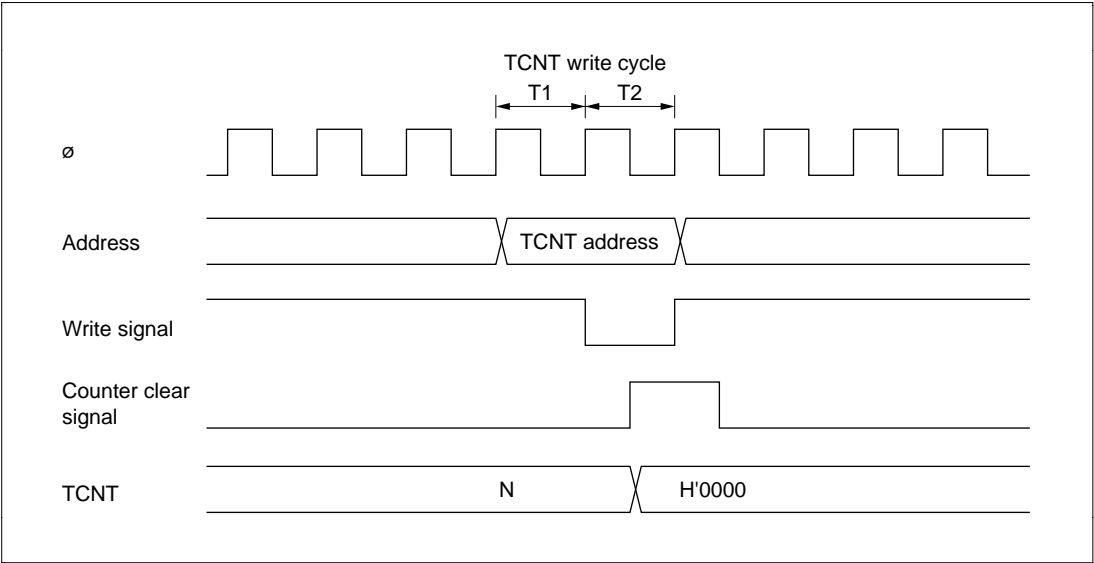 TCNT write cycle
T1 T2
ø
Address TCNT address
Write signal
Counter clear
signal
TCNT N H'0000